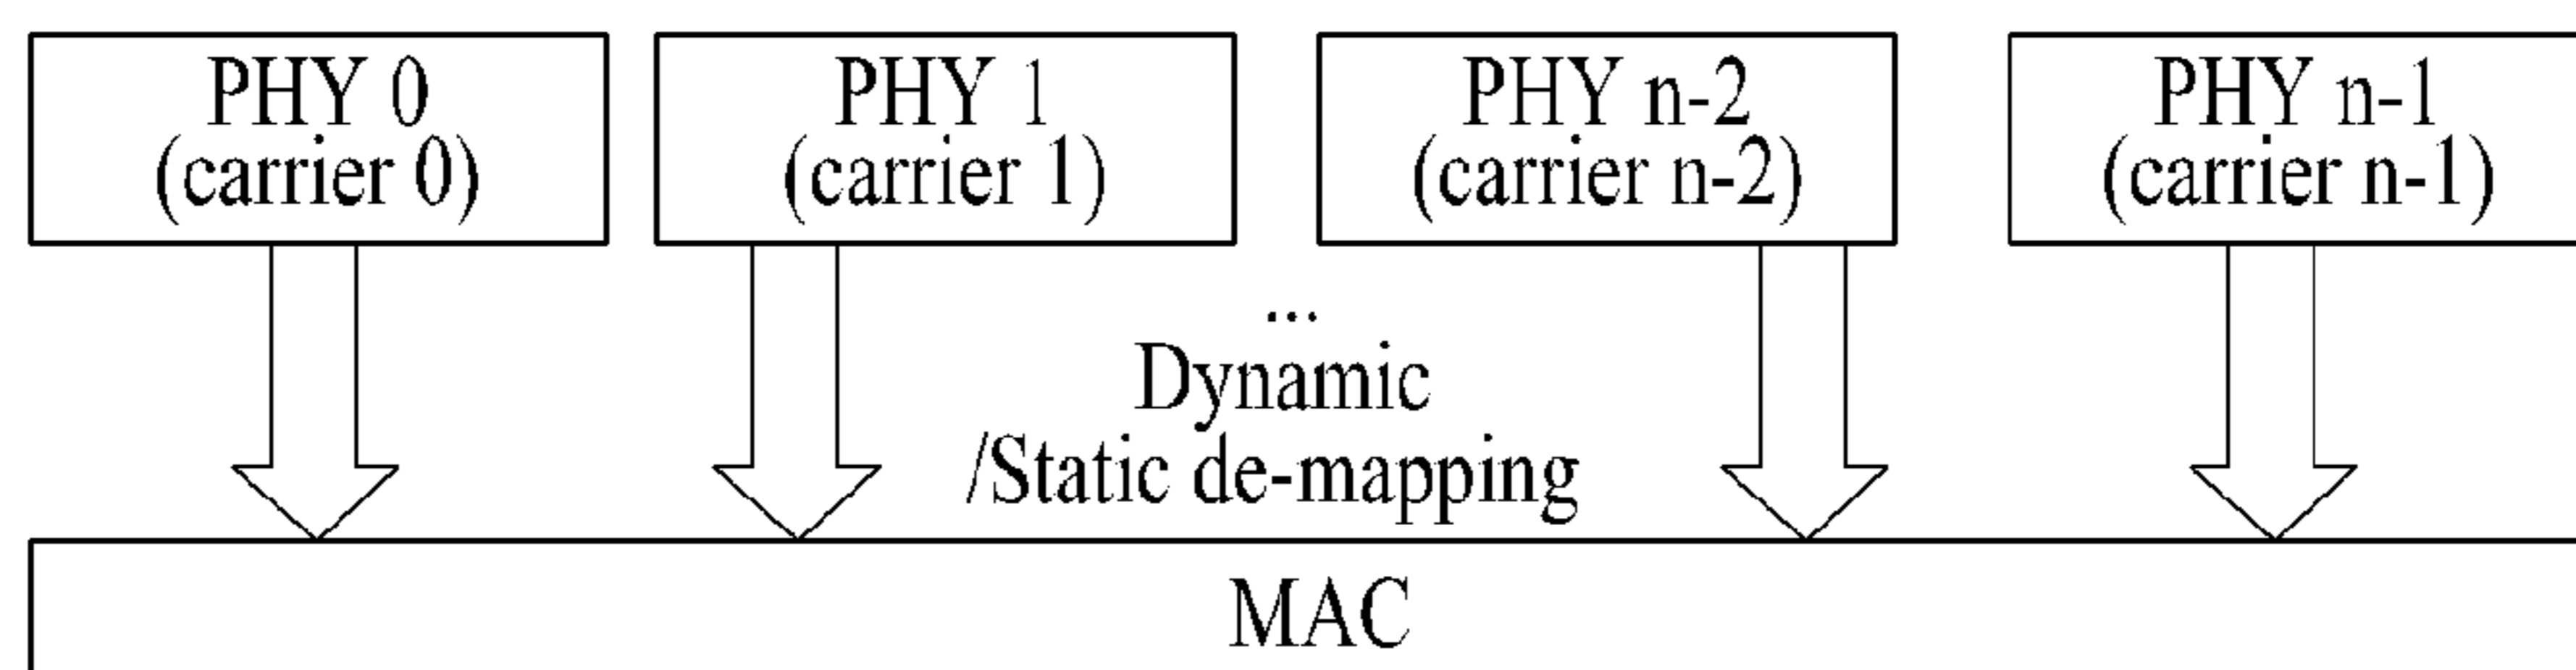 PHY 0
(carrier 0)
PHY 1
(carrier 1)
PHY n-2
(carrier n-2)
PHY n-1
(carrier n-1)
...
Dynamic
/Static de-mapping
MAC